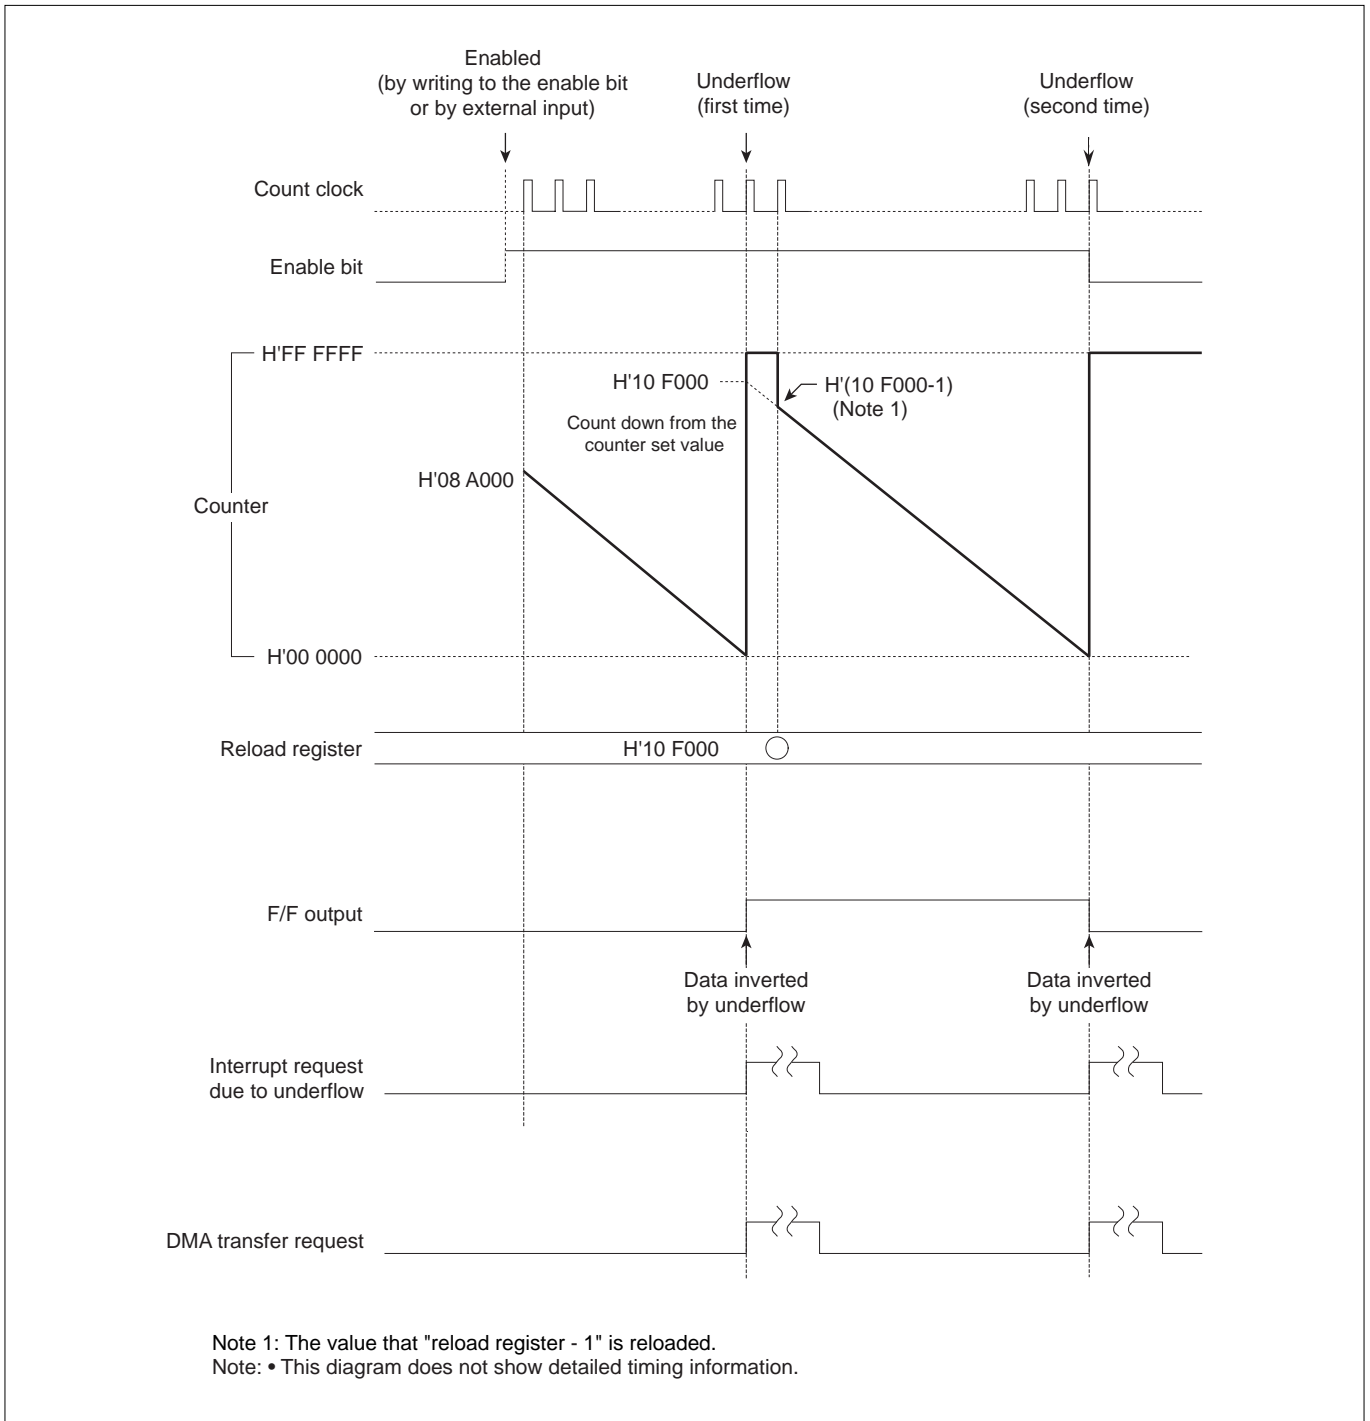 Enabled
(by writing to the enable bit
or by external input)
Underflow
(first time)
Underflow
(second time)
Count clock
Enable bit
H'FF FFFF
H'10 F000
H'(10 F000-1)
(Note 1)
Count down from the
counter set value
H'08 A000
Counter
H'00 0000
Reload register
H'10 F000
F/F output
Data inverted
by underflow
Data inverted
by underflow
Interrupt request
due to underflow
DMA transfer request
Note 1: The value that "reload register - 1" is reloaded.
Note: • This diagram does not show detailed timing information.